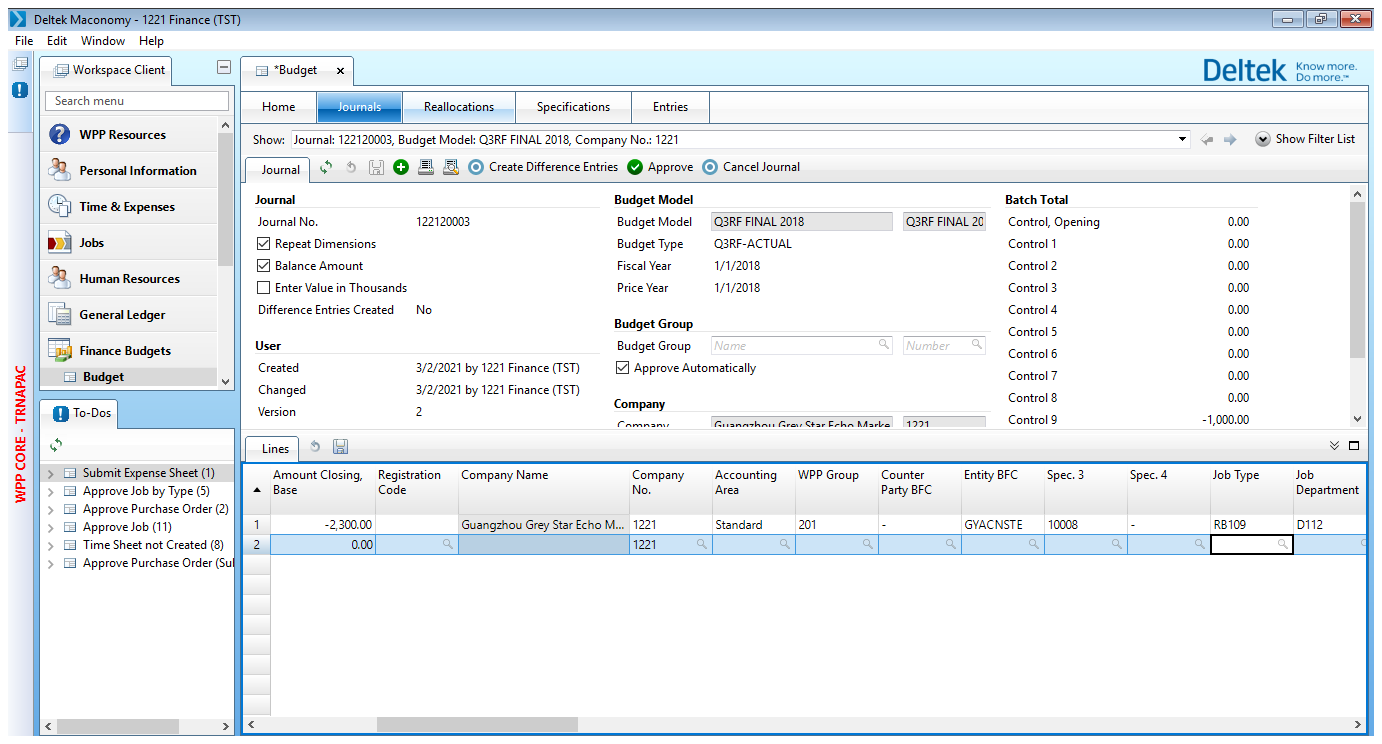 Deltek Maconomy - 1221 Finance (TST)
File Edit Window Help
Workspace Client
*Budget x
Deltek Know more. Do more.™
Search menu
WPP Resources
Personal Information
Time & Expenses
Jobs
Human Resources
General Ledger
Finance Budgets
Budget
WPP CORE - TRNAPAC
To-Dos
Submit Expense Sheet (1)
Approve Job by Type (5)
Approve Purchase Order (2)
Approve Job (11)
Time Sheet not Created (8)
Approve Purchase Order (Sul
Home Journals Reallocations Specifications Entries
Show: Journal: 122120003, Budget Model: Q3RF FINAL 2018, Company No.: 1221 Show Filter List
Journal Create Difference Entries Approve Cancel Journal
Journal
Journal No. 122120003
Repeat Dimensions
Balance Amount
Enter Value in Thousands
Difference Entries Created No
User
Created 3/2/2021 by 1221 Finance (TST)
Changed 3/2/2021 by 1221 Finance (TST)
Version 2
Budget Model
Budget Model Q3RF FINAL 2018 Q3RF FINAL 20
Budget Type Q3RF-ACTUAL
Fiscal Year 1/1/2018
Price Year 1/1/2018
Budget Group
Budget Group Name Number
Approve Automatically
Company
Company Guangzhou Grey Star Echo Marke 1221
Batch Total
Control, Opening 0.00
Control 1 0.00
Control 2 0.00
Control 3 0.00
Control 4 0.00
Control 5 0.00
Control 6 0.00
Control 7 0.00
Control 8 0.00
Control 9 -1,000.00
Lines
Amount Closing, Base Registration Code Company Name Company No. Accounting Area WPP Group Counter Party BFC Entity BFC Spec. 3 Spec. 4 Job Type Job Department
1 -2,300.00 Guangzhou Grey Star Echo M... 1221 Standard 201 - GYACNSTE 10008 - RB109 D112
2 0.00 1221